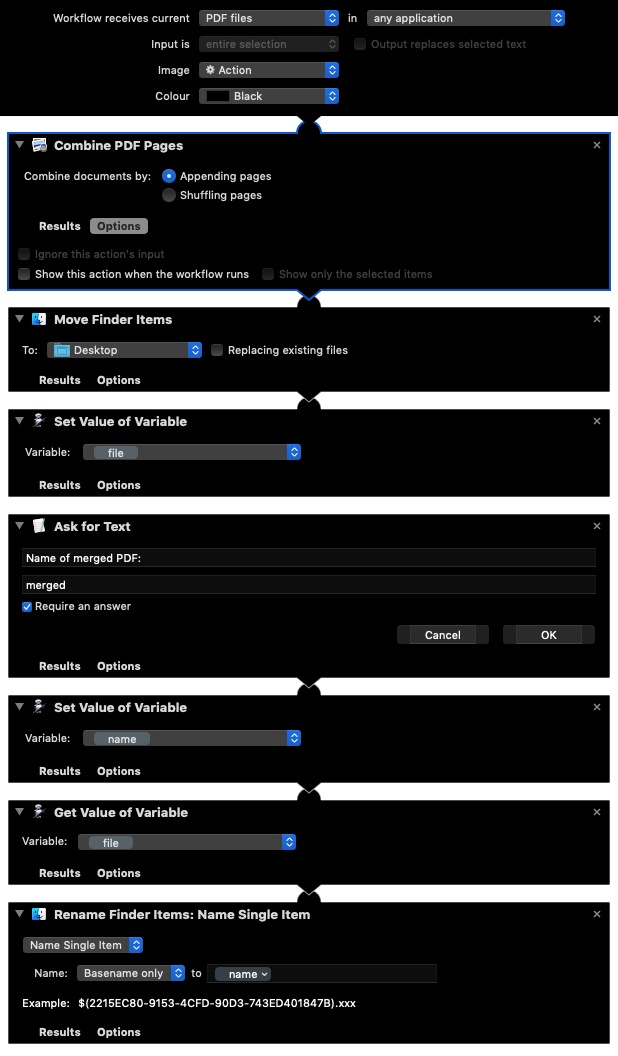 Workflow receives current PDF files in any application
Input is entire selection Output replaces selected text
Image Action
Colour Black
Combine PDF Pages
Combine documents by: Appending pages
Shuffling pages
Results Options
Ignore this action's input
Show this action when the workflow runs Show only the selected items
Move Finder Items
To: Desktop Replacing existing files
Results Options
Set Value of Variable
Variable: file
Results Options
Ask for Text
Name of merged PDF:
merged
Require an answer
Cancel OK
Results Options
Set Value of Variable
Variable: name
Results Options
Get Value of Variable
Variable: file
Results Options
Rename Finder Items: Name Single Item
Name Single Item
Name: Basename only to name
Example: $(2215EC80-9153-4CFD-90D3-743ED401847B).xxx
Results Options